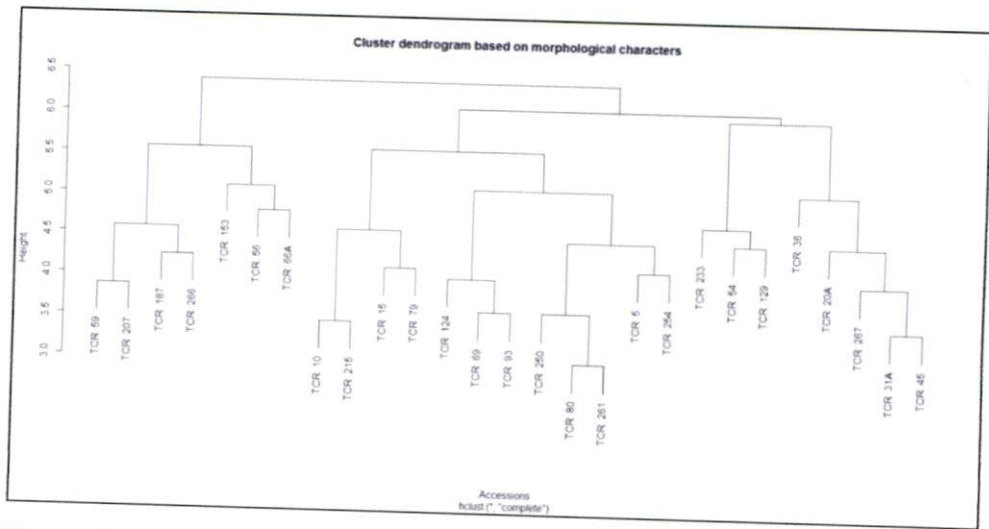 Cluster dendrogram based on morphological characters
Height
6.5
6.0
5.5
5.0
4.5
4.0
3.5
3.0
TCR 59
TCR 207
TCR 187
TCR 266
TCR 153
TCR 56
TCR 66A
TCR 10
TCR 215
TCR 15
TCR 79
TCR 124
TCR 69
TCR 93
TCR 250
TCR 80
TCR 261
TCR 5
TCR 254
TCR 233
TCR 54
TCR 129
TCR 36
TCR 20A
TCR 267
TCR 31A
TCR 45
Accessions
hclust (*, "complete")